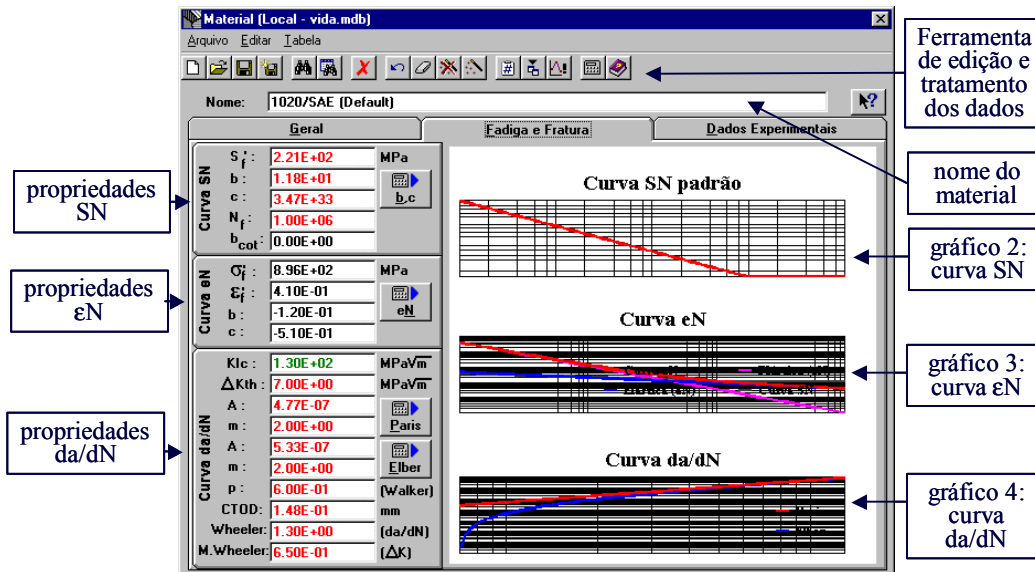 Material (Local - vida.mdb)
Arquivo Editar Tabela
Nome: 1020/SAE (Default)
Geral
Fadiga e Fratura
Dados Experimentais
Curva SN
Sf': 2.21E+02 MPa
b: 1.18E+01
c: 3.47E+33
Nf: 1.00E+06
bcot: 0.00E+00
b,c
Curva eN
σf': 8.96E+02 MPa
εf': 4.10E-01
b: -1.20E-01
c: -5.10E-01
eN
Curva da/dN
KIc: 1.30E+02 MPa√m
ΔKth: 7.00E+00 MPa√m
A: 4.77E-07
m: 2.00E+00
Paris
A: 5.33E-07
m: 2.00E+00
Elber
p: 6.00E-01 (Walker)
CTOD: 1.48E-01 mm
Wheeler: 1.30E+00 (da/dN)
M.Wheeler: 6.50E-01 (ΔK)
Curva SN padrão
Curva eN
Curva da/dN
propriedades
SN
propriedades
εN
propriedades
da/dN
Ferramenta
de edição e
tratamento
dos dados
nome do
material
gráfico 2:
curva SN
gráfico 3:
curva εN
gráfico 4:
curva
da/dN